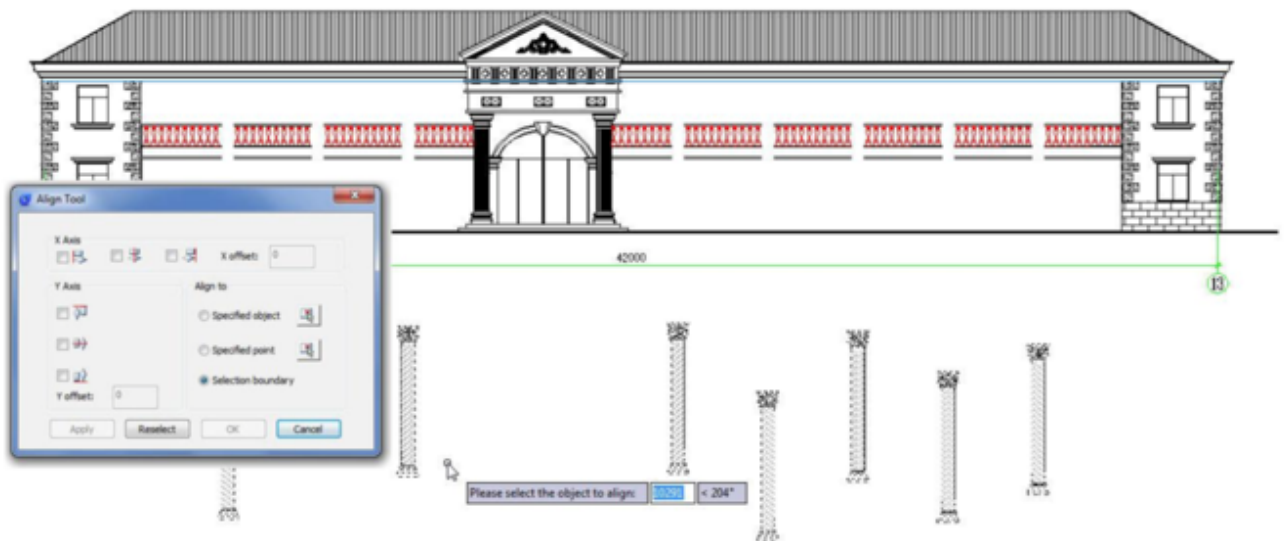 Align Tool
X Axis
X offset: 0
42000
Y Axis
Align to
13
Specified object
Specified point
Selection boundary
Y offset: 0
Apply Reselect OK Cancel
Please select the object to align: 10291 < 204°